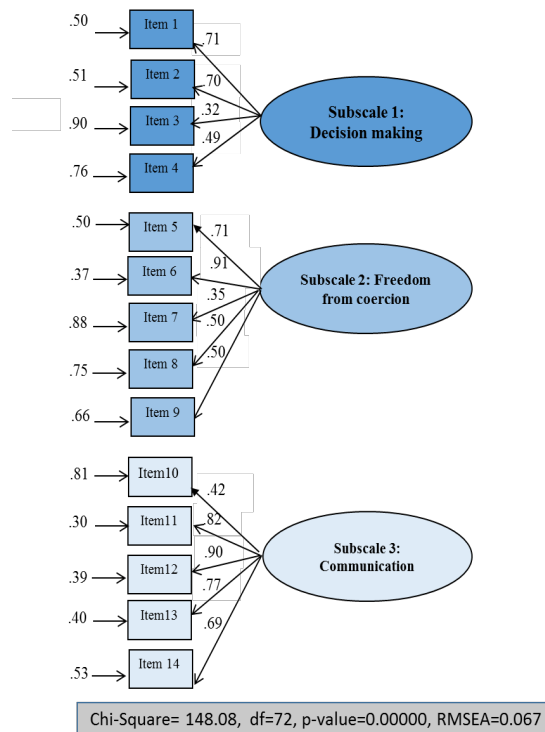 .50
Item 1
.71
.51
Item 2
.70
Subscale 1:
Decision making
.90
Item 3
.32
.76
Item 4
.49
.50
Item 5
.71
.37
Item 6
.91
Subscale 2: Freedom
from coercion
.88
Item 7
.35
.75
Item 8
.50
.66
Item 9
.50
.81
Item10
.42
.30
Item11
.82
Subscale 3:
Communication
.39
Item12
.90
.40
Item13
.77
.53
Item 14
.69
Chi-Square= 148.08, df=72, p-value=0.00000, RMSEA=0.067